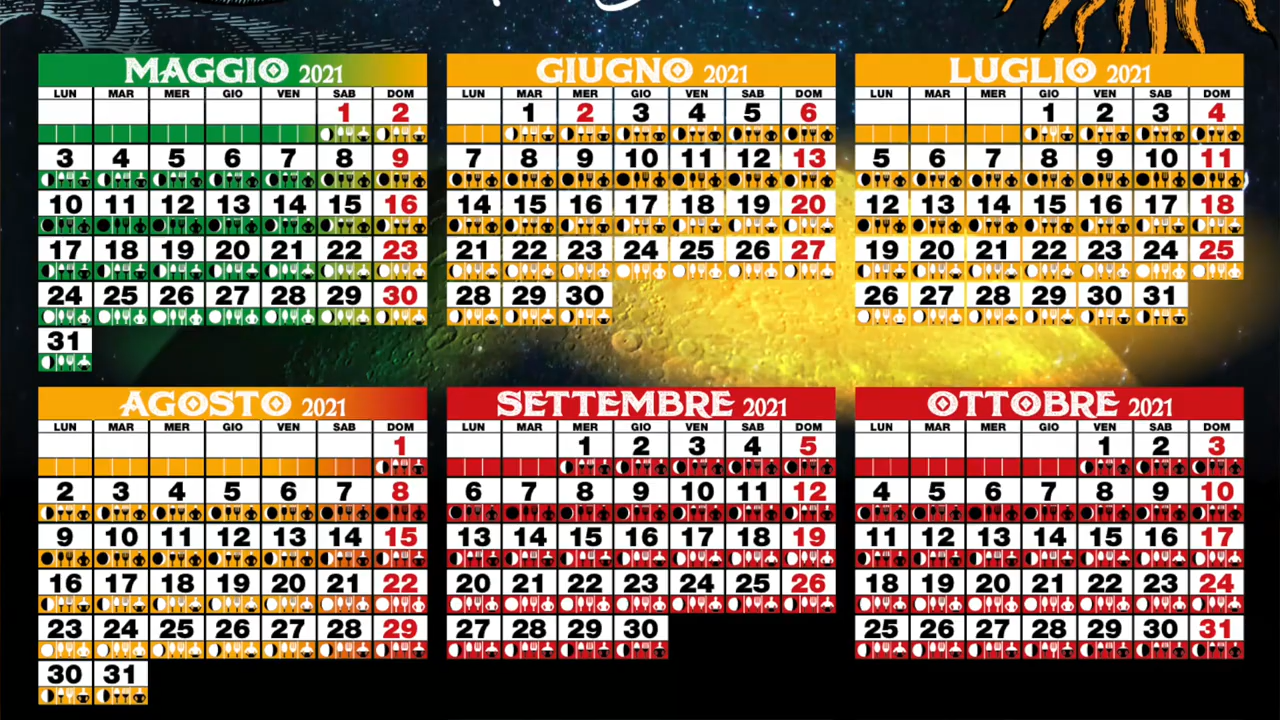 MAGGIO 2021
LUN MAR MER GIO VEN SAB DOM
1 2
3 4 5 6 7 8 9
10 11 12 13 14 15 16
17 18 19 20 21 22 23
24 25 26 27 28 29 30
31
GIUGNO 2021
LUN MAR MER GIO VEN SAB DOM
1 2 3 4 5 6
7 8 9 10 11 12 13
14 15 16 17 18 19 20
21 22 23 24 25 26 27
28 29 30
LUGLIO 2021
LUN MAR MER GIO VEN SAB DOM
1 2 3 4
5 6 7 8 9 10 11
12 13 14 15 16 17 18
19 20 21 22 23 24 25
26 27 28 29 30 31
AGOSTO 2021
LUN MAR MER GIO VEN SAB DOM
1
2 3 4 5 6 7 8
9 10 11 12 13 14 15
16 17 18 19 20 21 22
23 24 25 26 27 28 29
30 31
SETTEMBRE 2021
LUN MAR MER GIO VEN SAB DOM
1 2 3 4 5
6 7 8 9 10 11 12
13 14 15 16 17 18 19
20 21 22 23 24 25 26
27 28 29 30
OTTOBRE 2021
LUN MAR MER GIO VEN SAB DOM
1 2 3
4 5 6 7 8 9 10
11 12 13 14 15 16 17
18 19 20 21 22 23 24
25 26 27 28 29 30 31